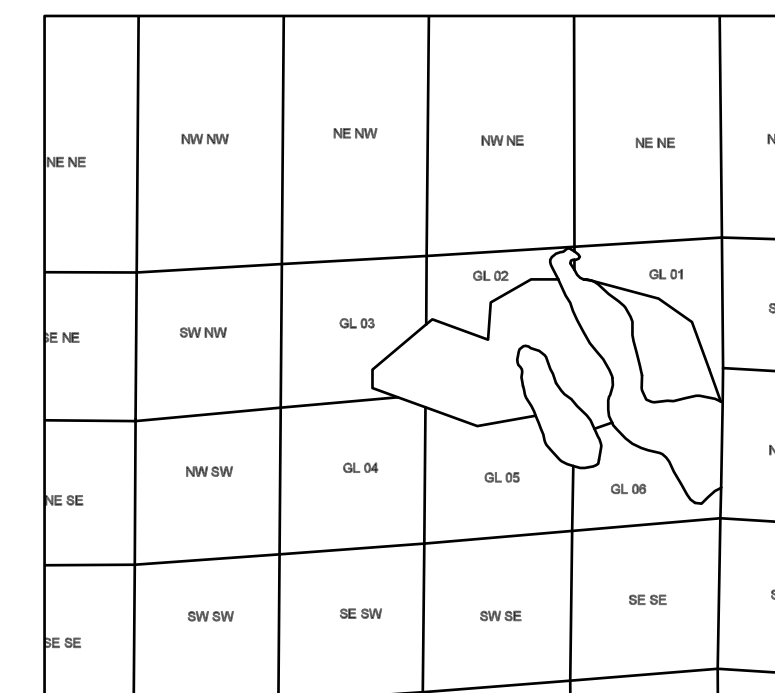 NE NE
NW NW
NE NW
NW NE
NE NE
N
SE NE
SW NW
GL 03
GL 02
GL 01
S
NE SE
NW SW
GL 04
GL 05
GL 06
N
SE SE
SW SW
SE SW
SW SE
SE SE
S